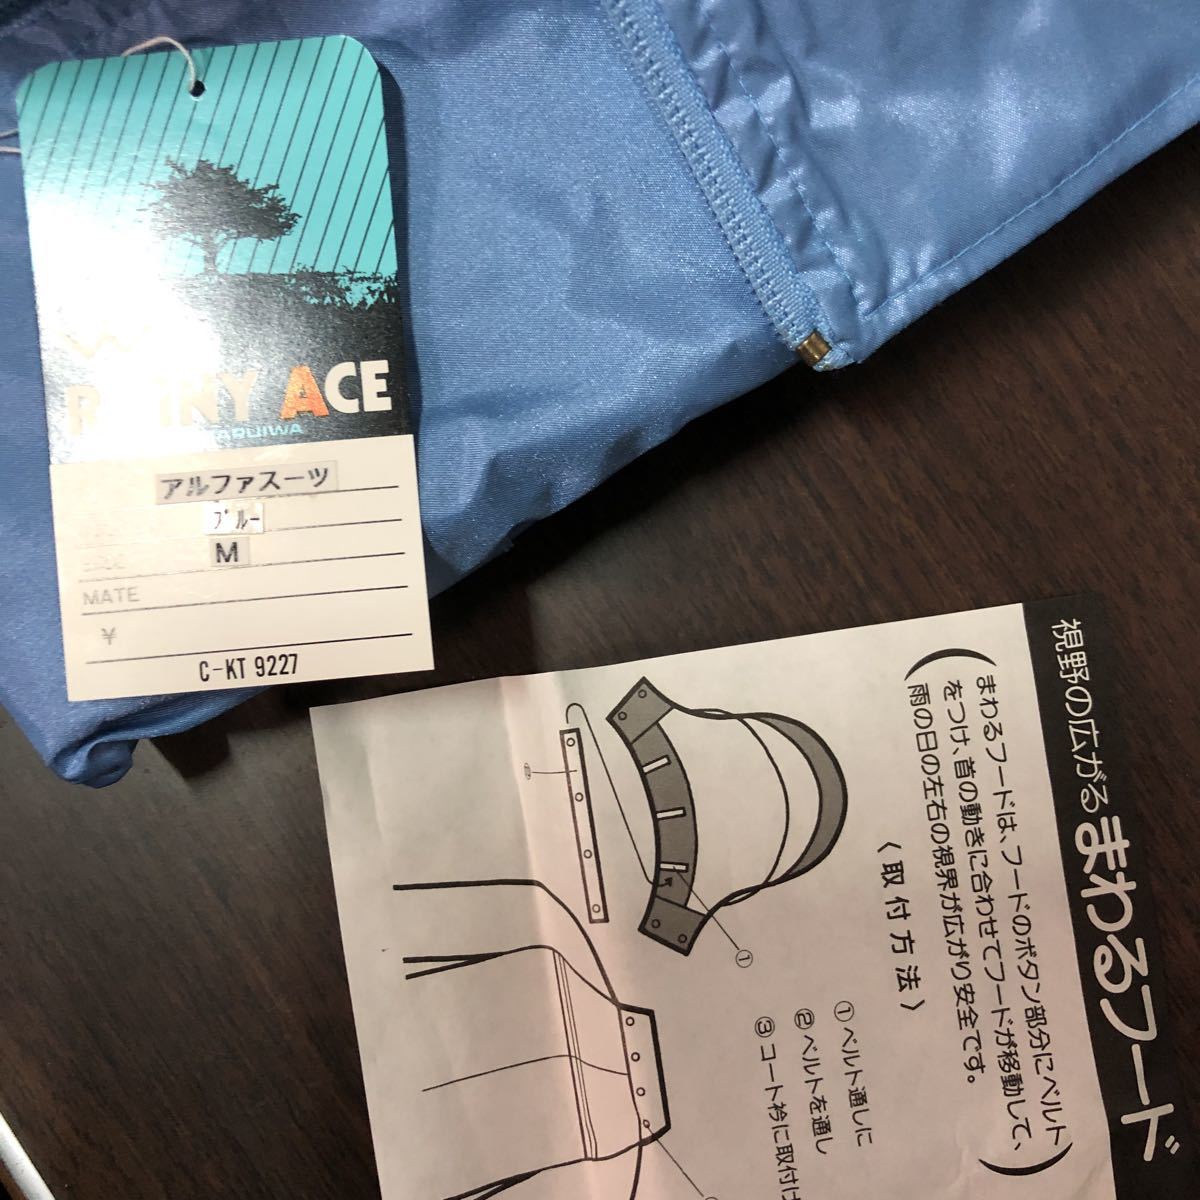 RAINY ACE
MARUIWA
アルファスーツ
ブルー
M
MATE
¥
C-KT 9227
視野の広がるまわるフード
まわるフードは、フードのボタン部分にベルト
をつけ、首の動きに合わせてフードが移動して、
雨の日の左右の視界が広がり安全です。
〈取付方法〉
① ベルト通しに
② ベルトを通し
③ コート衿に取付け
①
②